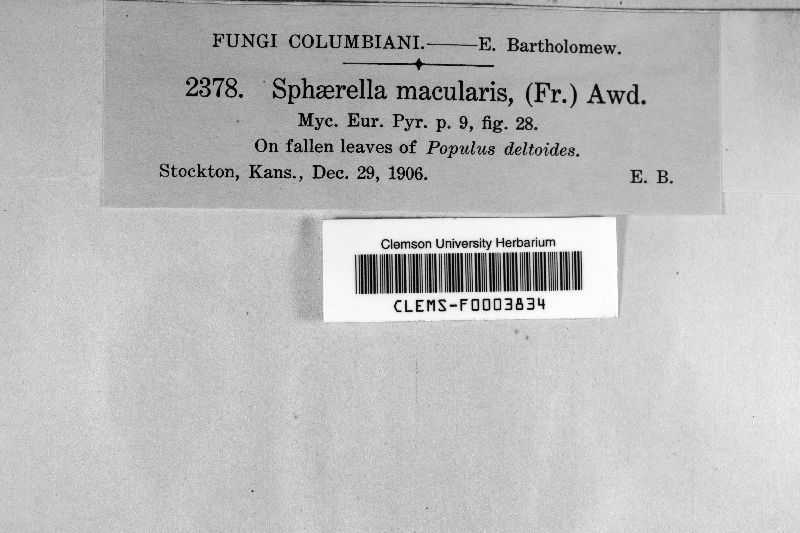 FUNGI COLUMBIANI.—E. Bartholomew.
2378. Sphærella macularis, (Fr.) Awd.
Myc. Eur. Pyr. p. 9, fig. 28.
On fallen leaves of Populus deltoides.
Stockton, Kans., Dec. 29, 1906. E. B.
Clemson University Herbarium
CLEMS-F0003834